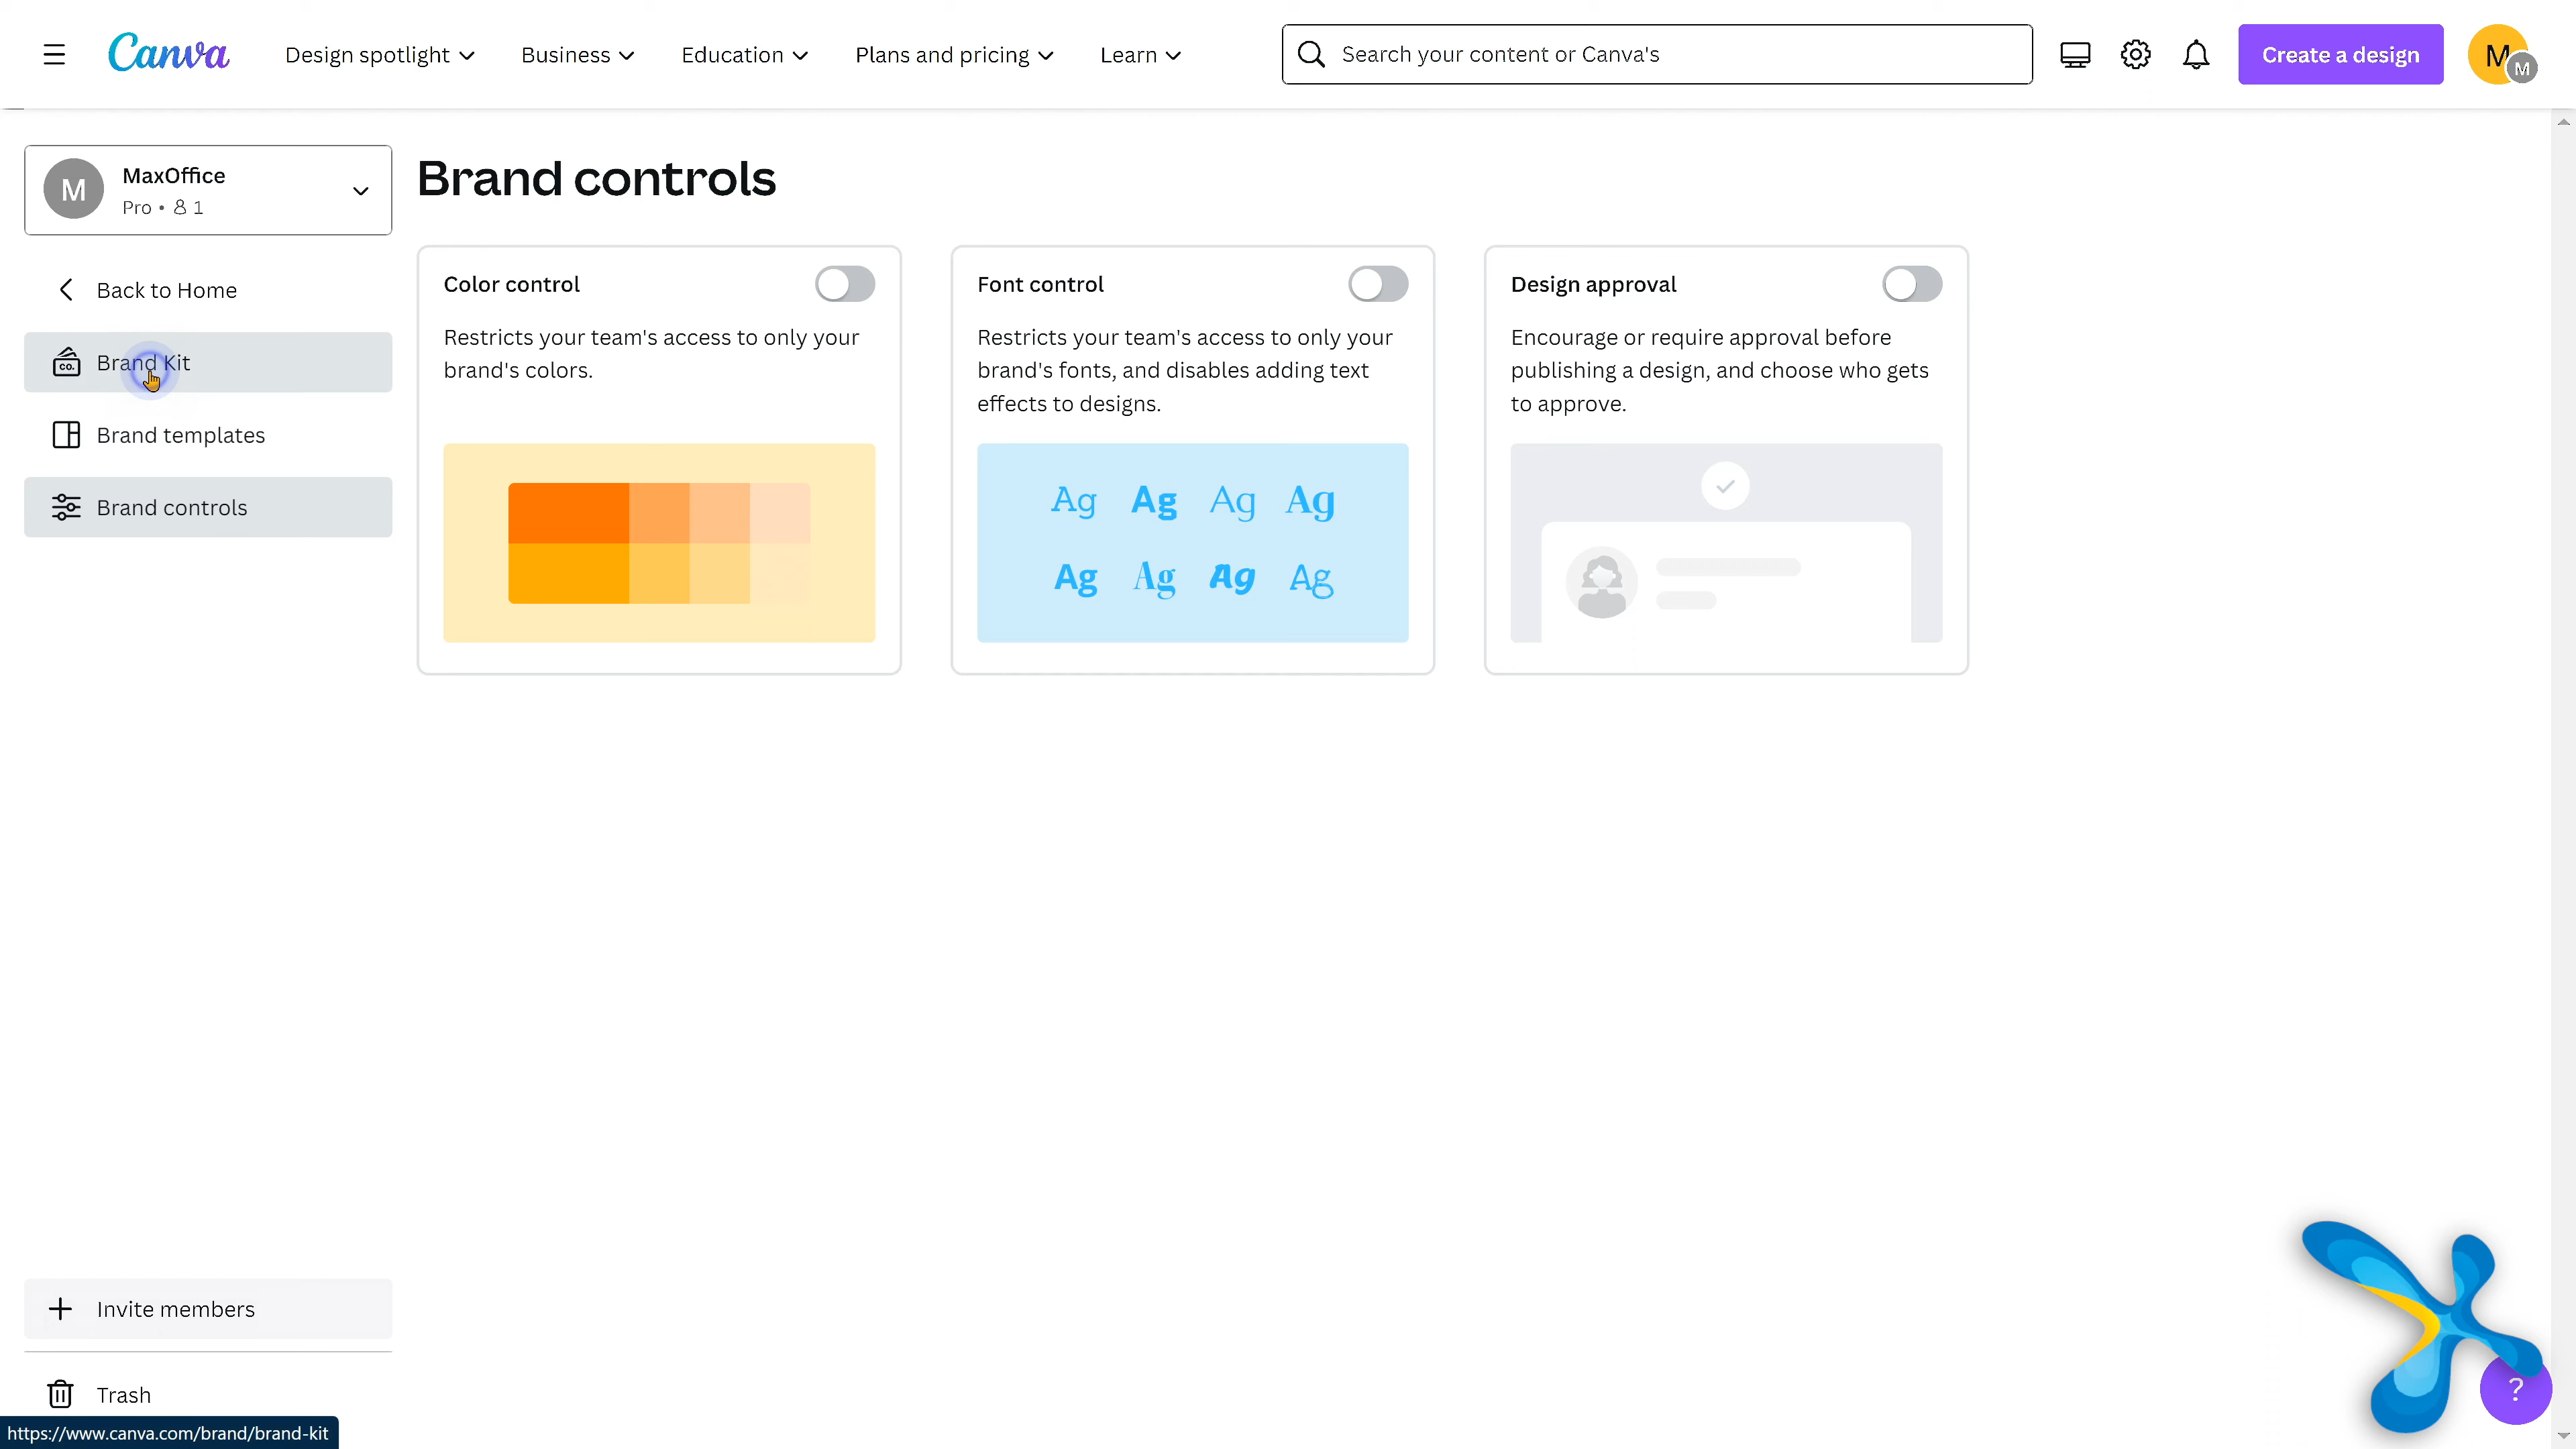 Canva
Design spotlight
Business
Education
Plans and pricing
Learn
Search your content or Canva's
Create a design
M
M
M
MaxOffice
Pro • 1
Back to Home
co.
Brand Kit
Brand templates
Brand controls
Brand controls
Color control
Restricts your team's access to only your
brand's colors.
Font control
Restricts your team's access to only your
brand's fonts, and disables adding text
effects to designs.
Ag Ag Ag Ag
Ag Ag Ag Ag
Design approval
Encourage or require approval before
publishing a design, and choose who gets
to approve.
Invite members
Trash
https://www.canva.com/brand/brand-kit
?